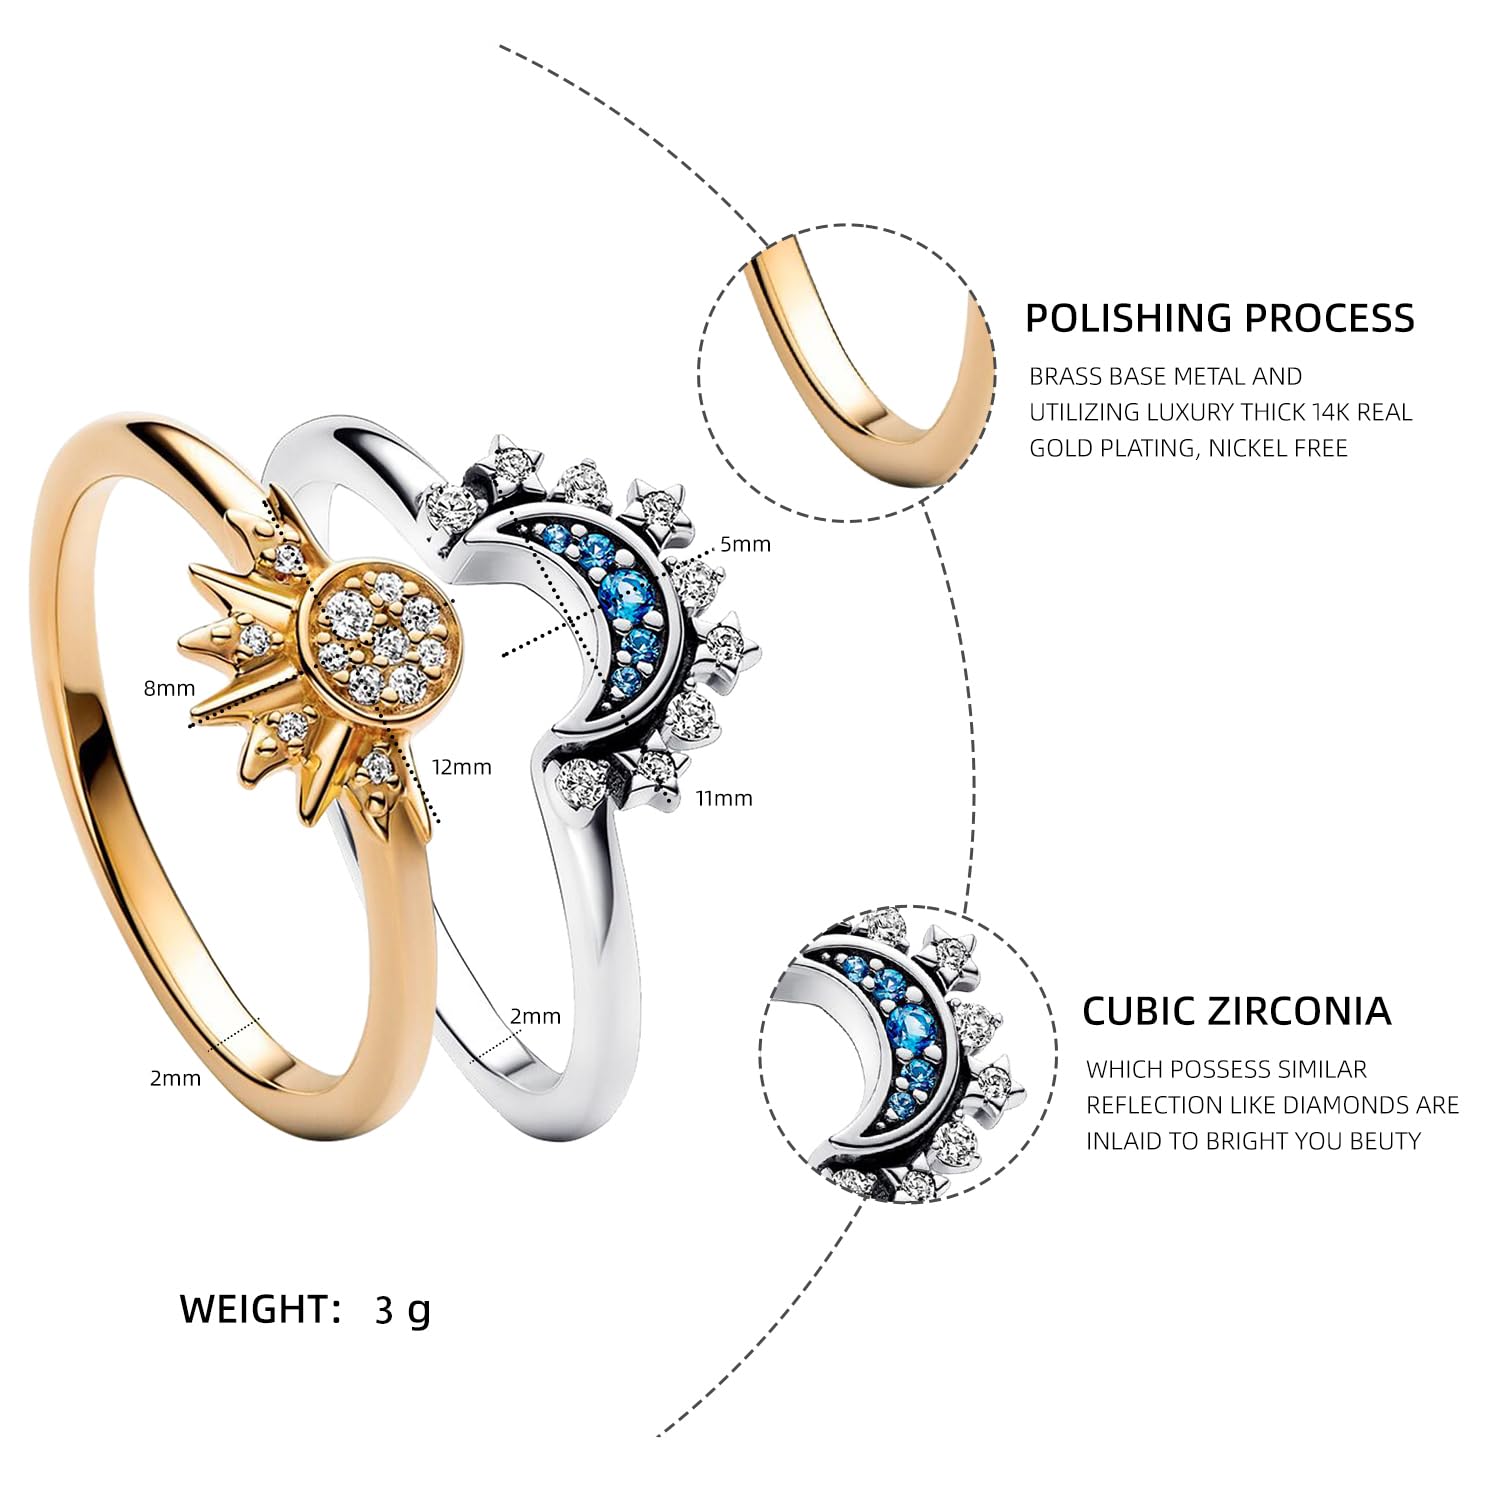 POLISHING PROCESS
BRASS BASE METAL AND
UTILIZING LUXURY THICK 14K REAL
GOLD PLATING, NICKEL FREE
5mm
8mm
12mm
11mm
2mm
2mm
CUBIC ZIRCONIA
WHICH POSSESS SIMILAR
REFLECTION LIKE DIAMONDS ARE
INLAID TO BRIGHT YOU BEUTY
WEIGHT: 3 g